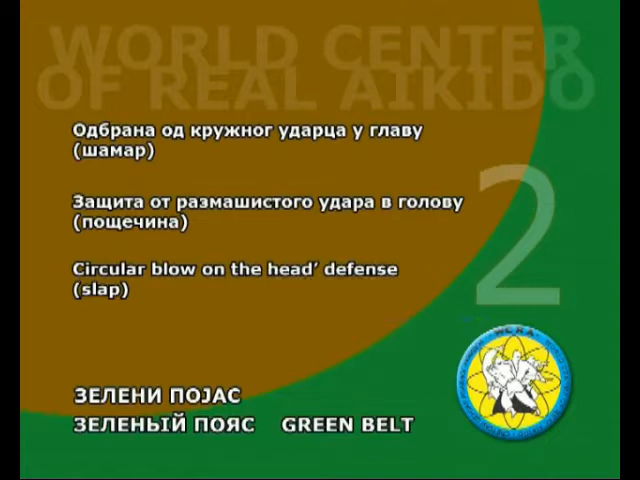 WORLD CENTER
OF REAL AIKIDO
Одбрана од кружног ударца у главу
(шамар)
2
Защита от размашистого удара в голову
(пощечина)
Circular blow on the head’ defense
(slap)
WCRA
ЗЕЛЕНИ ПОЈАС
ЗЕЛЕНЫЙ ПОЯС GREEN BELT